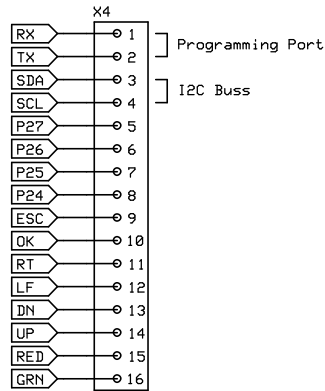 X4
RX 1
TX 2
Programming Port
SDA 3
SCL 4
I2C Buss
P27 5
P26 6
P25 7
P24 8
ESC 9
OK 10
RT 11
LF 12
DN 13
UP 14
RED 15
GRN 16